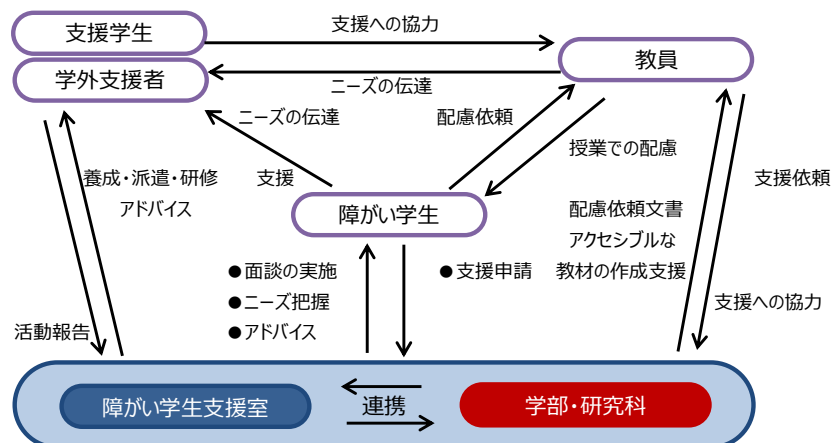 支援学生
支援への協力
教員
学外支援者
ニーズの伝達
ニーズの伝達
配慮依頼
授業での配慮
養成・派遣・研修
アドバイス
支援
支援依頼
障がい学生
配慮依頼文書
アクセシブルな
教材の作成支援
●面談の実施
●ニーズ把握
●アドバイス
●支援申請
支援への協力
活動報告
障がい学生支援室
連携
学部・研究科